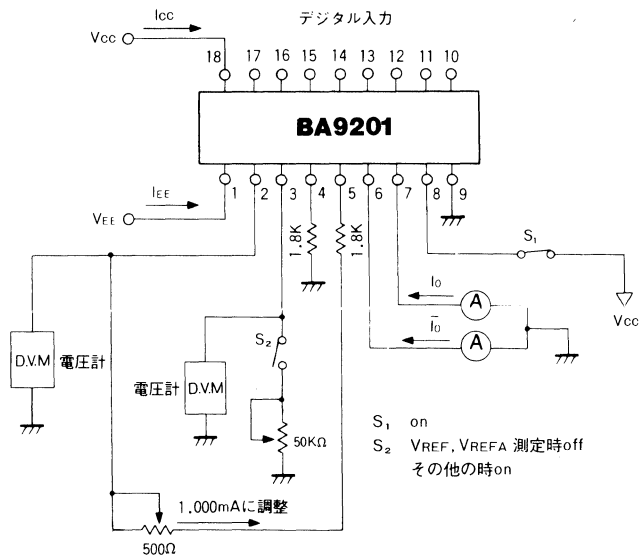 デジタル入力
Icc
Vcc
18 17 16 15 14 13 12 11 10
BA9201
1 2 3 4 5 6 7 8 9
IEE
VEE
1.8K
1.8K
S₁
Vcc
Io
A
I̅o
A
S₂
D.V.M 電圧計
電圧計 D.V.M
50KΩ
S₁ on
S₂ VREF, VREFA 測定時off
その他の時on
1.000mAに調整
500Ω